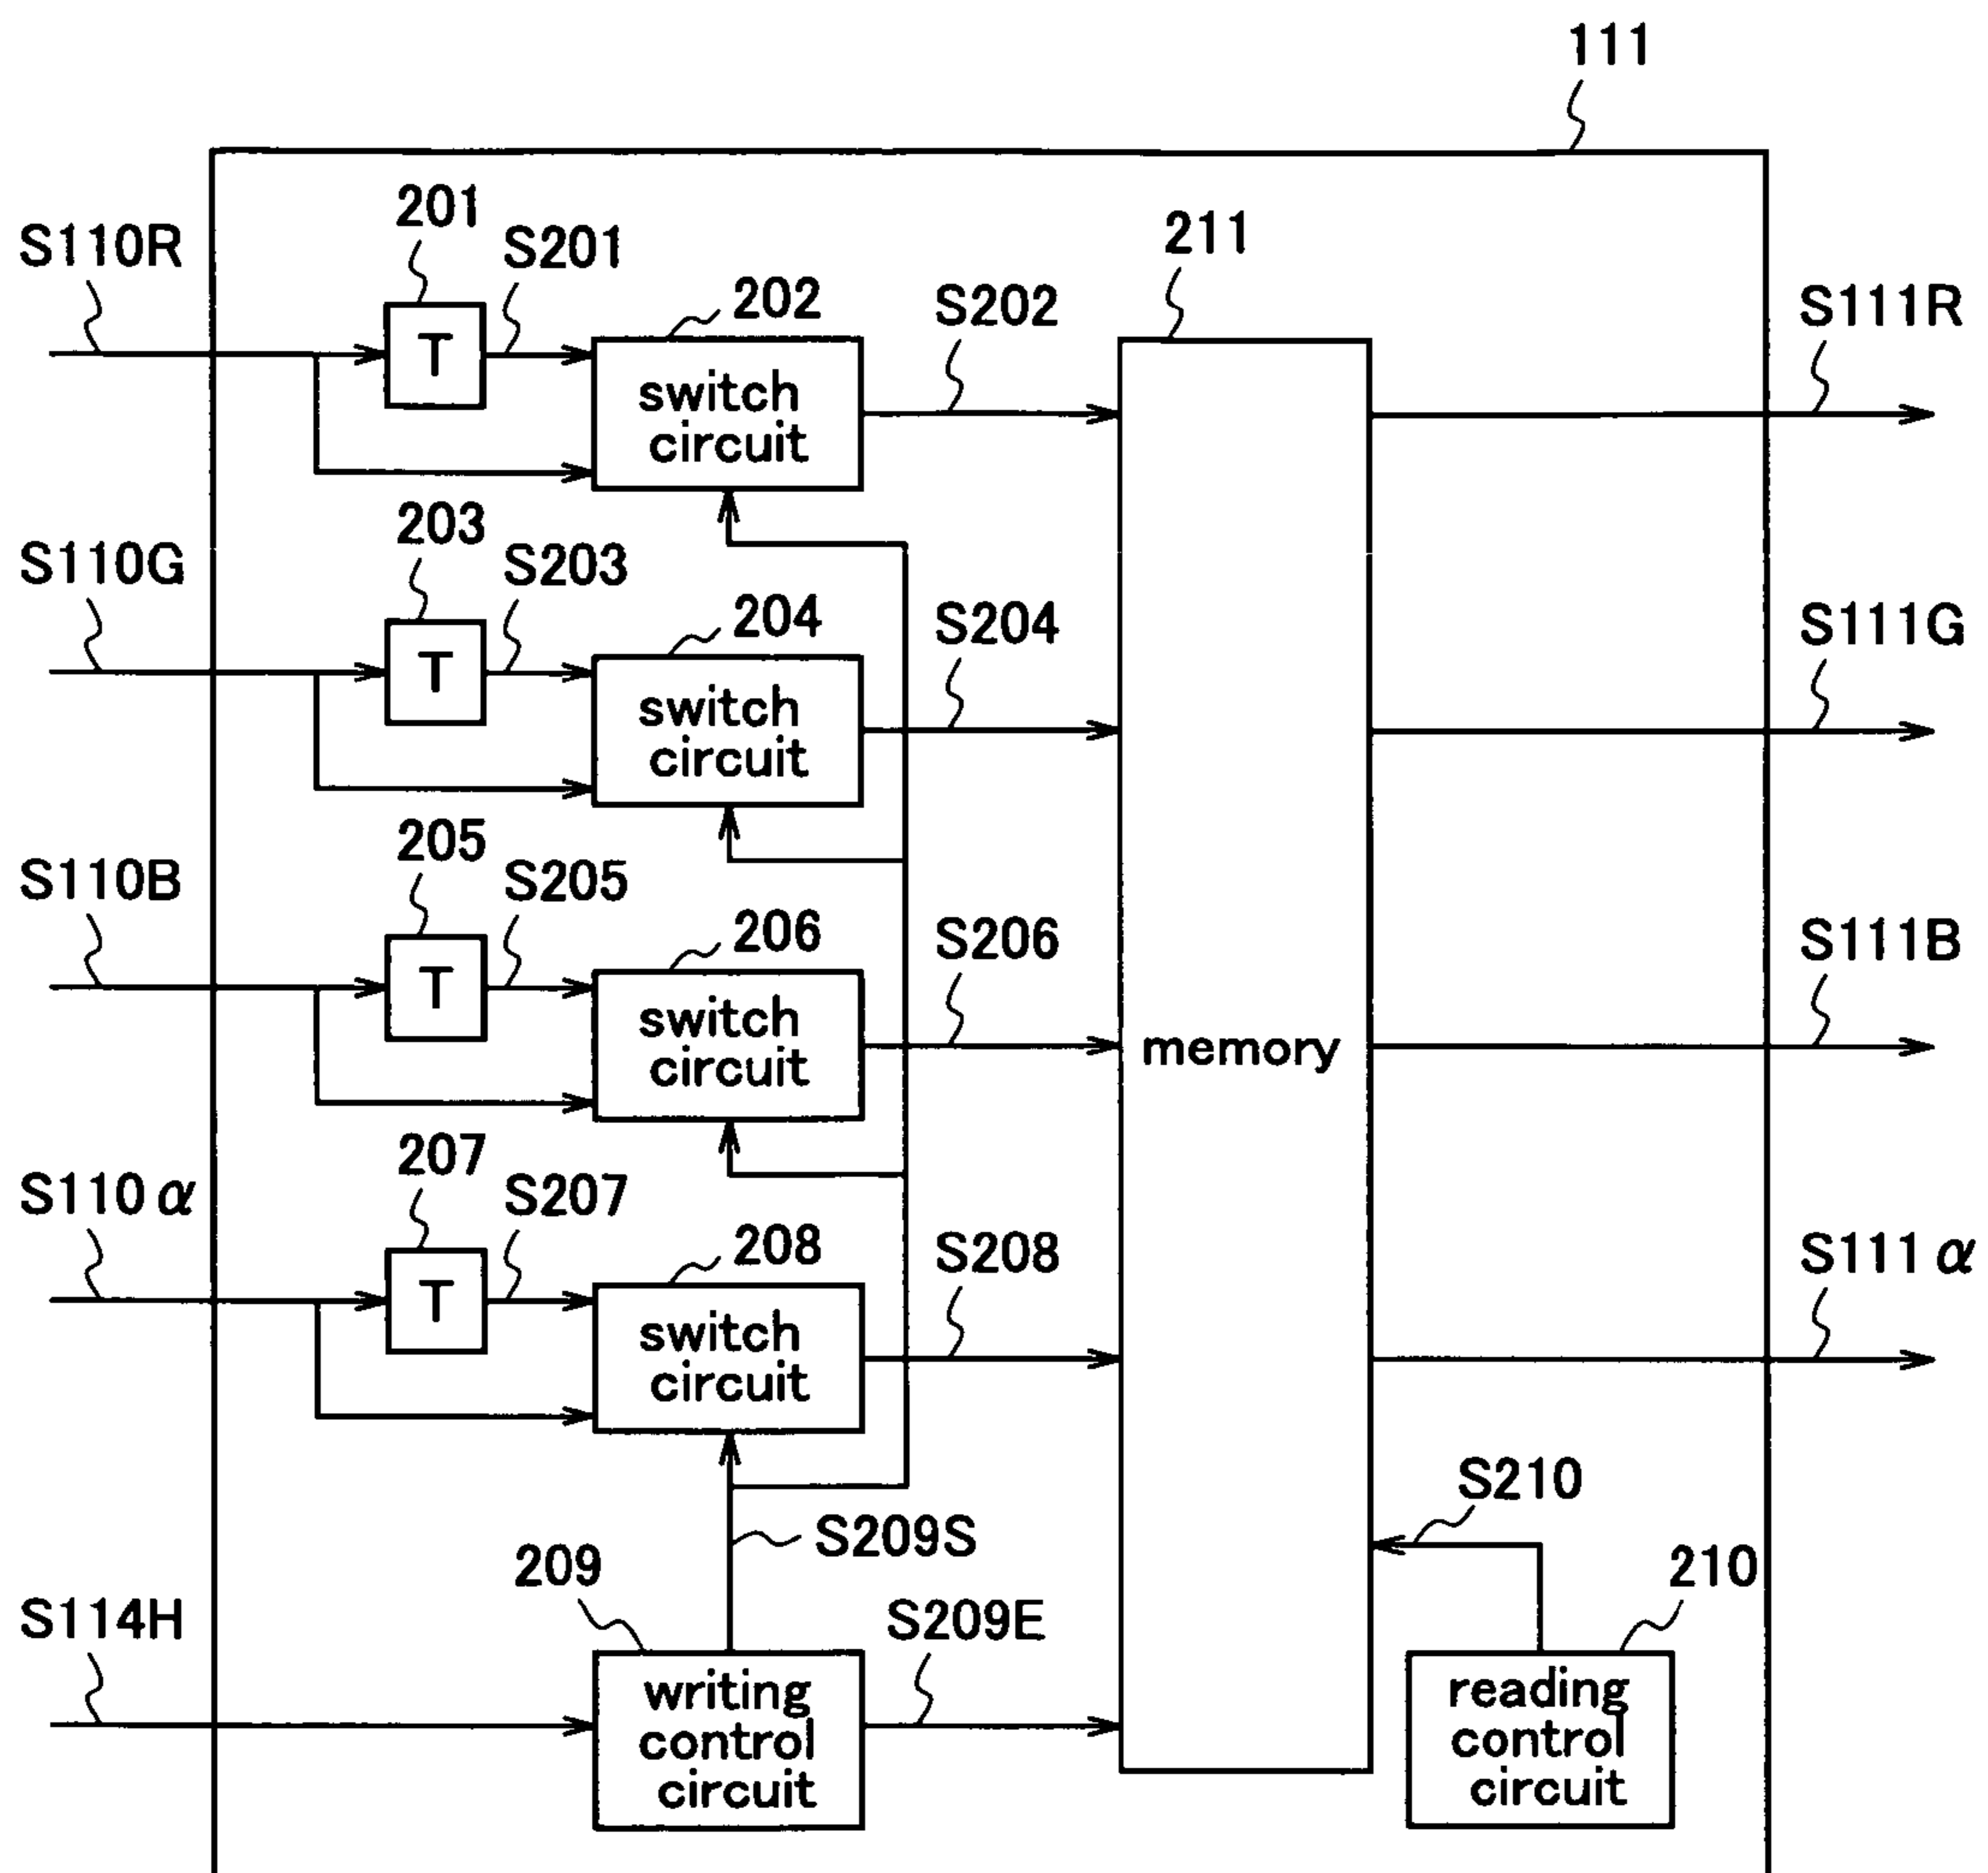 111
201
S110R
S201
211
202
S202
S111R
T
switch
circuit
203
S110G
S203
204
S204
S111G
T
switch
circuit
205
S110B
S205
206
S206
S111B
T
switch
circuit
memory
207
S110α
S207
208
S208
S111α
T
switch
circuit
S210
S209S
209
210
S114H
S209E
writing
control
circuit
reading
control
circuit